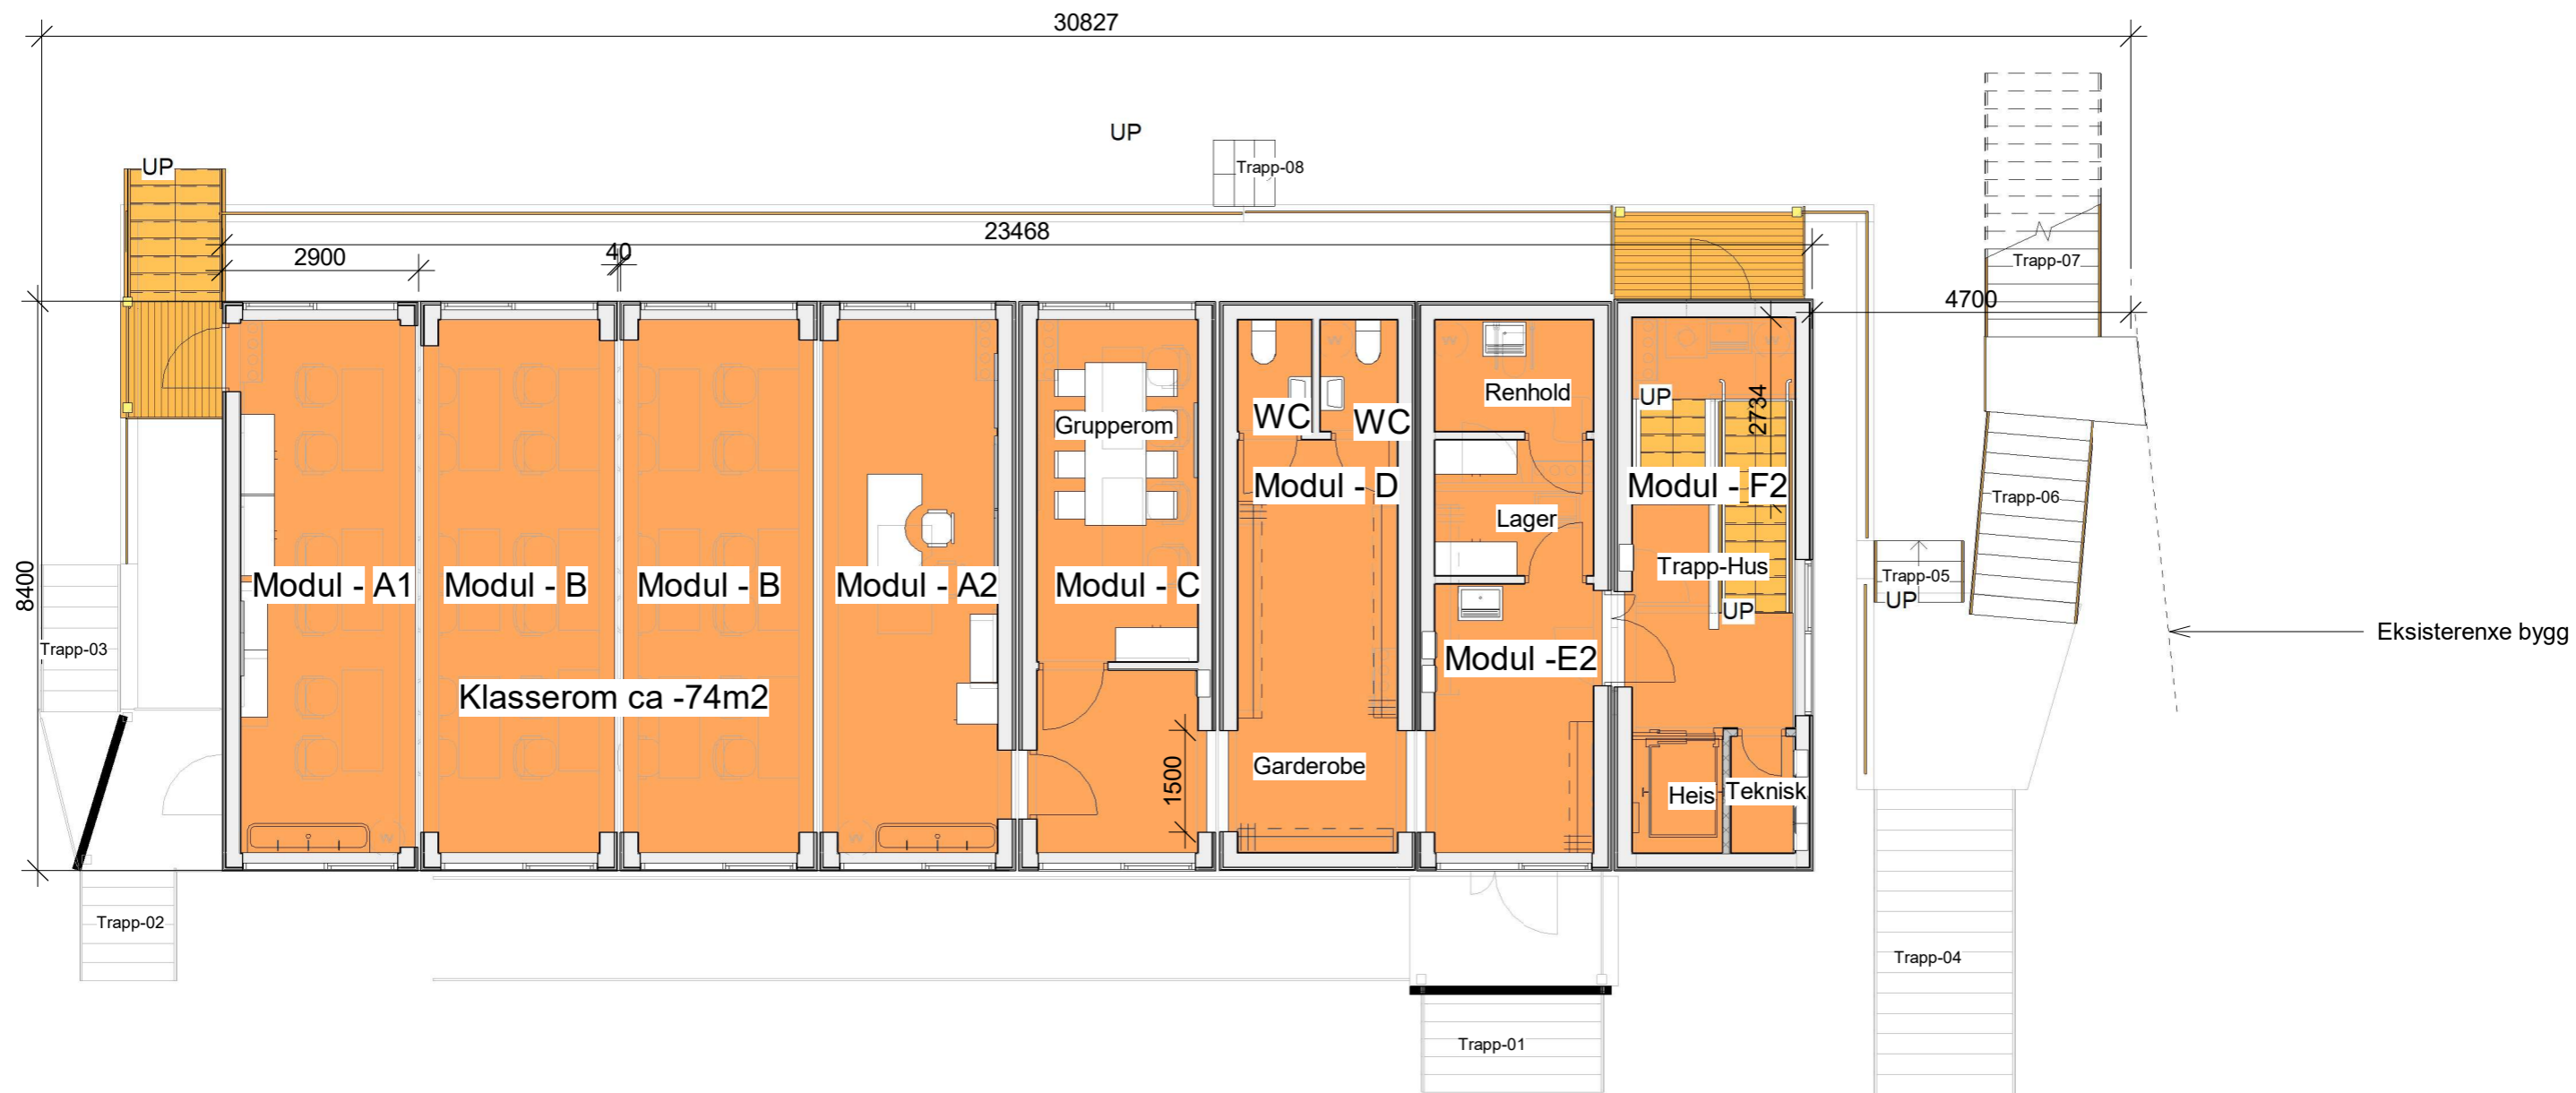 30827
UP
UP
Trapp-08
23468
2900
40
Trapp-07
4700
Renhold
UP
2734
WC
WC
Grupperom
Modul - D
Modul - F2
Trapp-06
Lager
Trapp-Hus
Trapp-05
UP
8400
Modul - A1
Modul - B
Modul - B
Modul - A2
Modul - C
UP
Eksisterenxe bygg
Trapp-03
Modul -E2
Klasserom ca -74m2
Garderobe
1500
Heis
Teknisk
Trapp-02
Trapp-04
Trapp-01